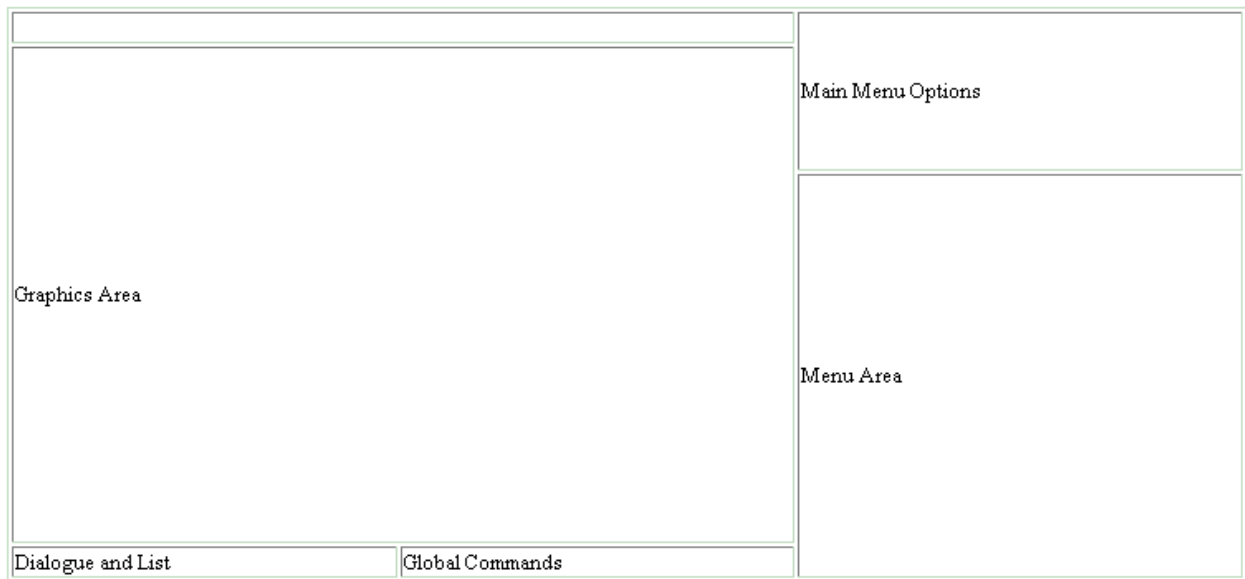 Main Menu Options
Graphics Area
Menu Area
Dialogue and List
Global Commands